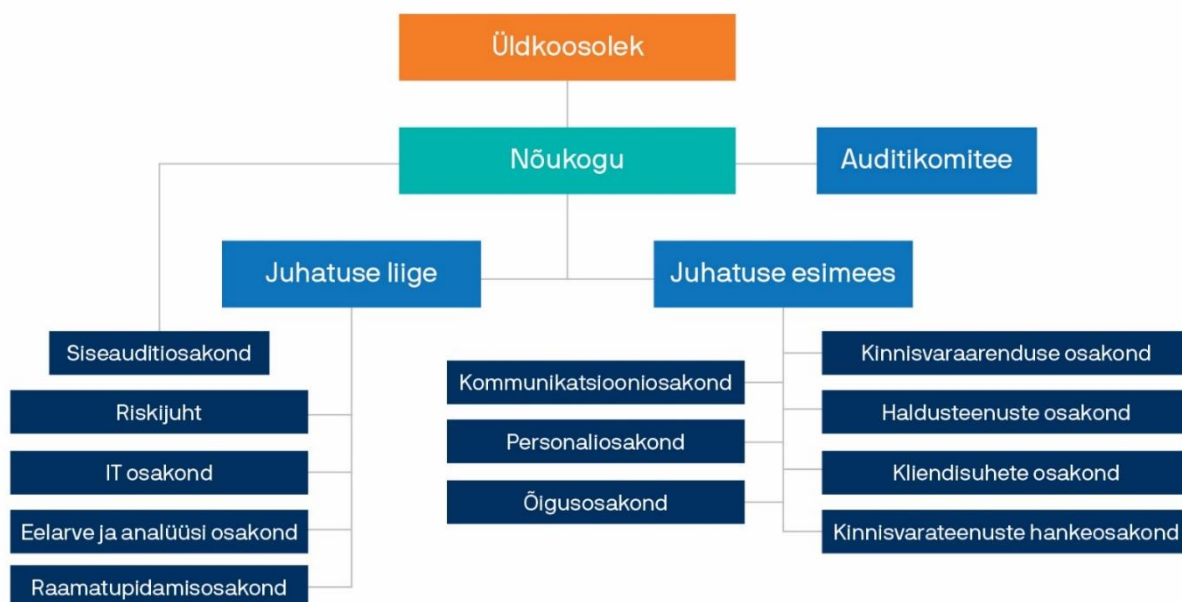 Üldkoosolek
Nõukogu
Auditikomitee
Juhatuse liige
Juhatuse esimees
Siseauditiosakond
Riskijuht
IT osakond
Eelarve ja analüüsi osakond
Raamatupidamisosakond
Kommunikatsiooniosakond
Personaliosakond
Õigusosakond
Kinnisvaraarenduse osakond
Haldusteenuste osakond
Kliendisuhete osakond
Kinnisvarateenuste hankeosakond